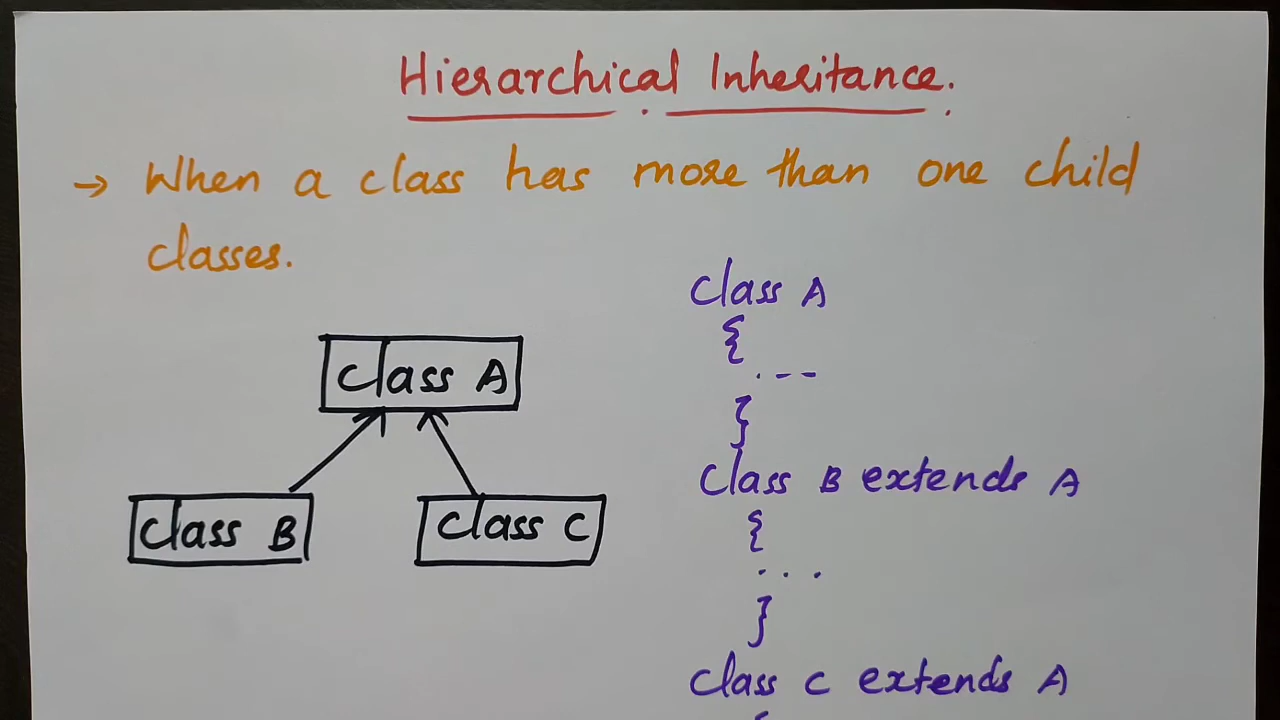 Hierarchical Inheritance.
→ When a class has more than one child
classes.
Class A
Class B
Class C
Class A
{
. - -
}
Class B extends A
{
. . .
}
Class C extends A
{